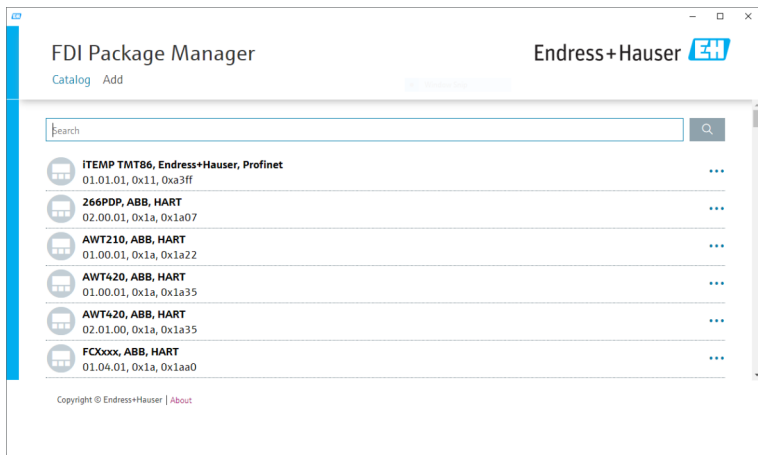 EH
FDI Package Manager
Endress+Hauser EH
Catalog Add
Search
iTEMP TMT86, Endress+Hauser, Profinet
01.01.01, 0x11, 0xa3ff
266PDP, ABB, HART
02.00.01, 0x1a, 0x1a07
AWT210, ABB, HART
01.00.01, 0x1a, 0x1a22
AWT420, ABB, HART
01.00.01, 0x1a, 0x1a35
AWT420, ABB, HART
02.01.00, 0x1a, 0x1a35
FCXxxx, ABB, HART
01.04.01, 0x1a, 0x1aa0
Copyright © Endress+Hauser | About